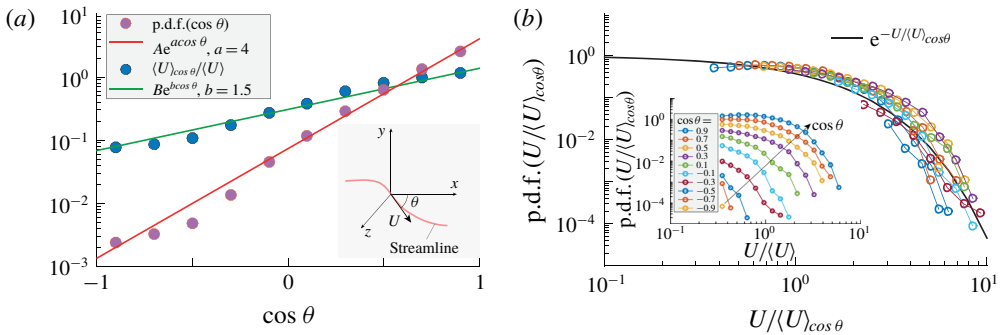 (a)
10^1
10^0
10^−1
10^−2
10^−3
p.d.f.(cos θ)
Ae^{acos θ}, a = 4
⟨U⟩_{cos θ}/⟨U⟩
Be^{bcos θ}, b = 1.5
y
x
z
θ
U
Streamline
−1
0
1
cos θ
(b)
p.d.f.(U/⟨U⟩_{cosθ})
10^0
10^−2
10^−4
e^{−U/⟨U⟩_{cosθ}}
p.d.f.(U/⟨U⟩_{cosθ})
10^0
10^−2
10^−4
cos θ =
0.9
0.7
0.5
0.3
0.1
−0.1
−0.3
−0.5
−0.7
−0.9
cos θ
10^−1
10^0
10^1
U/⟨U⟩
10^−1
10^0
10^1
U/⟨U⟩_{cos θ}